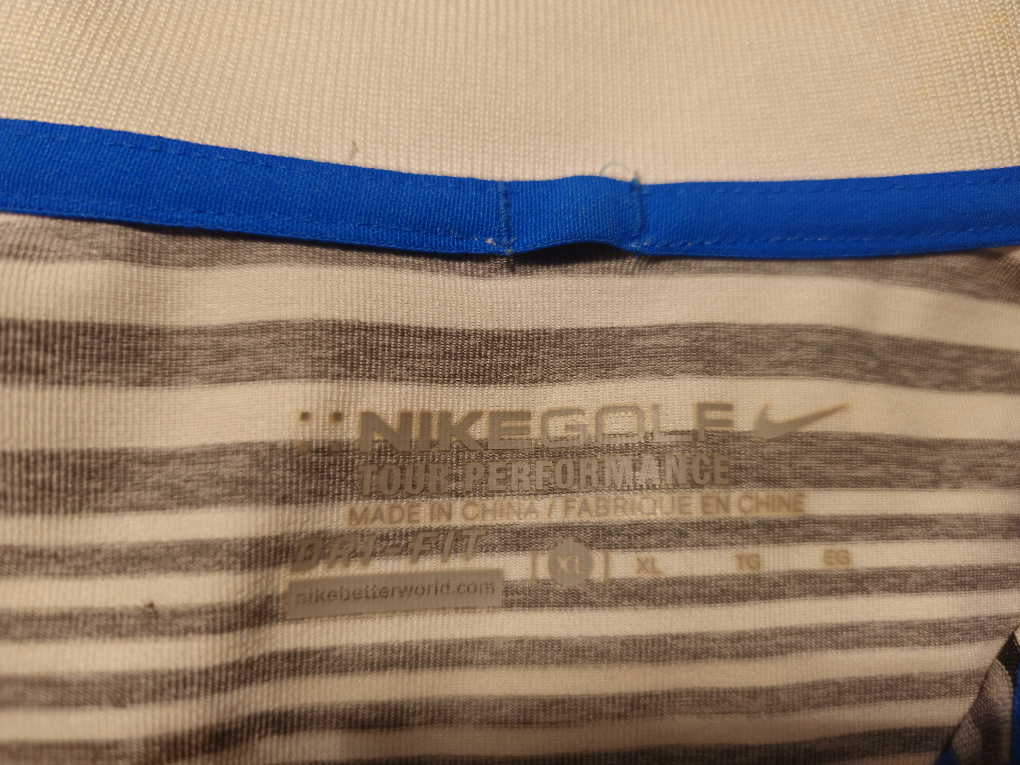 NIKEGOLF
TOUR PERFORMANCE
MADE IN CHINA / FABRIQUE EN CHINE
DRI-FIT
XL XL TG EG
nikebetterworld.com